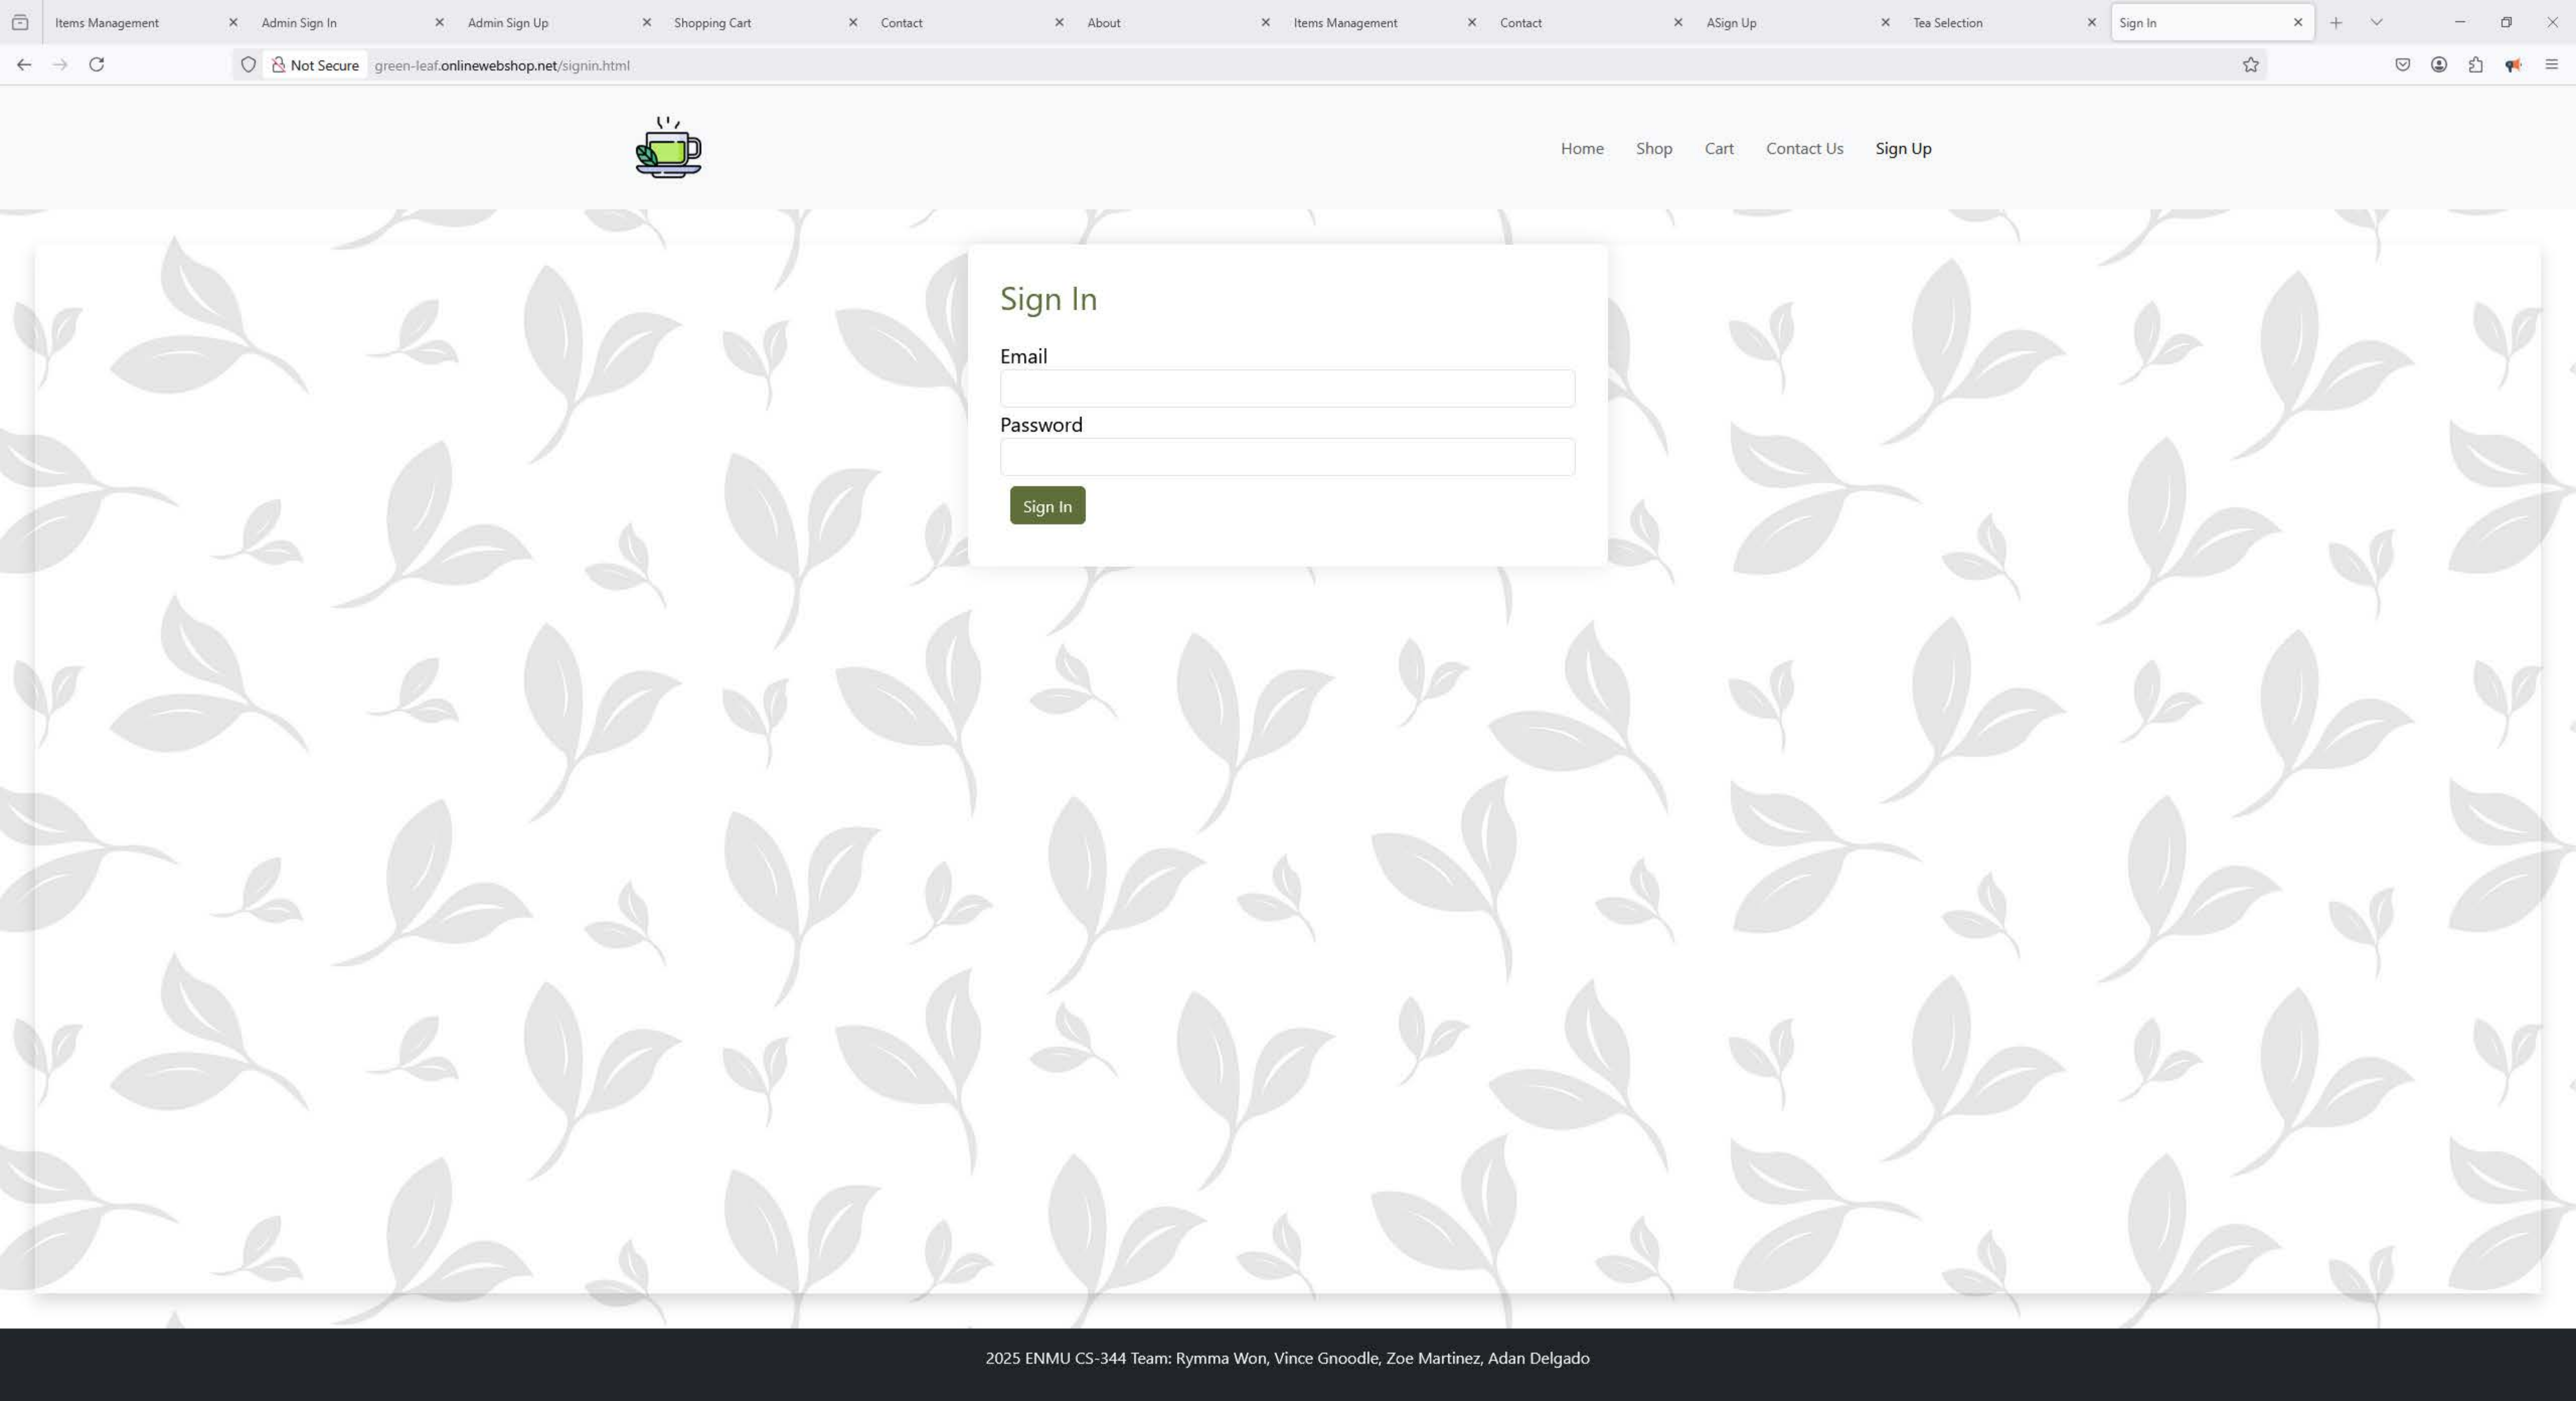 Items Management
Admin Sign In
Admin Sign Up
Shopping Cart
Contact
About
Items Management
Contact
ASign Up
Tea Selection
Sign In
Not Secure green-leaf.onlinewebshop.net/signin.html
Home Shop Cart Contact Us Sign Up
Sign In
Email
Password
Sign In
2025 ENMU CS-344 Team: Rymma Won, Vince Gnoodle, Zoe Martinez, Adan Delgado